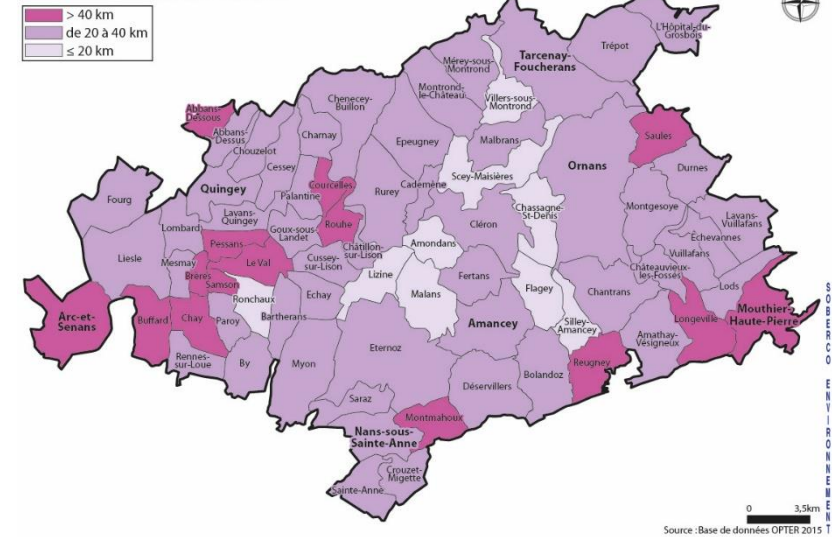 > 40 km
de 20 à 40 km
≤ 20 km
L'Hôpital-du-
Grosbois
Trépot
Tarcenay-
Foucherans
Mérey-sous-
Montrond
Montrond-
le-Château
Villers-sous-
Montrond
Chenecey-
Buillon
Abbans-
Dessous
Abbans-
Dessus
Charnay
Chouzelot
Epeugney
Malbrans
Saules
Ornans
Durnes
Cessey
Courcelles
Scey-Maisières
Quingey
Palantine
Rurey
Cademène
Fourg
Chassagne-
St-Denis
Montgesoye
Lavans-
Vuillafans
Lavans-
Quingey
Rouhe
Cléron
Lombard
Goux-sous-
Landet
Échevannes
Pessans
Amondans
Châtillon-
sur-Lison
Vuillafans
Liesle
Mesmay
Le Val
Cussey-
sur-Lison
Lizine
Fertans
Châteauvieux-
les-Fossés
Brères
Samson
Ronchaux
Echay
Malans
Flagey
Chantrans
Lods
Arc-et-
Senans
Buffard
Chay
Paroy
Bartherans
Amancey
Silley-
Amancey
Longeville
Mouthier-
Haute-Pierre
Amathay-
Vésigneux
Eternoz
Rennes-
sur-Loue
By
Myon
Reugney
Bolandoz
Déservillers
Saraz
Montmahoux
Nans-sous-
Sainte-Anne
Crouzet-
Migette
Sainte-Anne
0 3,5km
Source : Base de données OPTER 2015
SOBERCO ENVIRONNEMENT